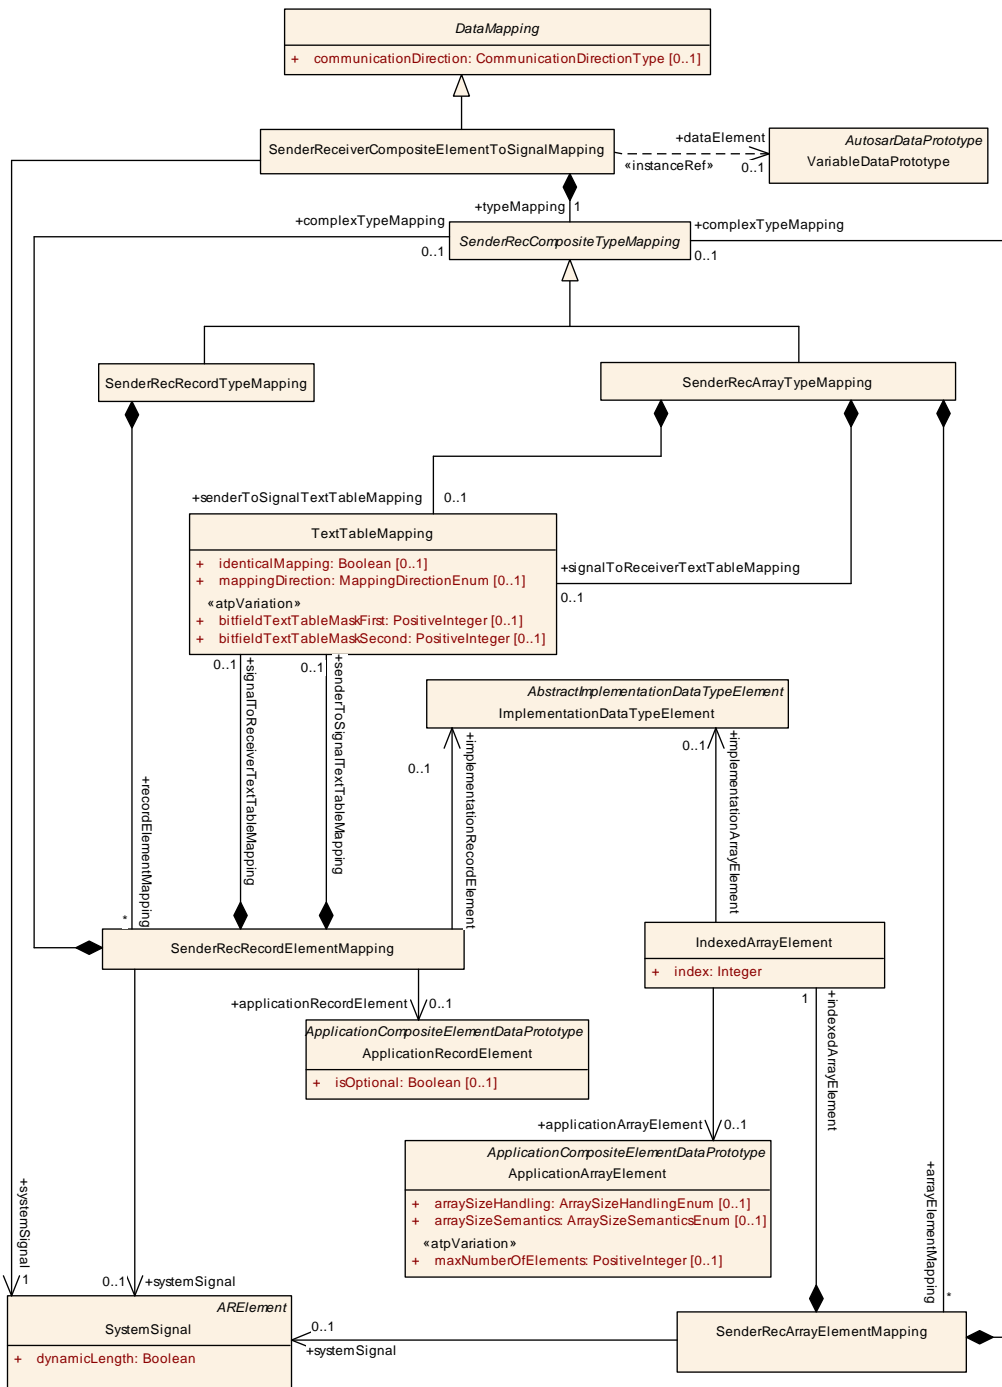 DataMapping
+ communicationDirection: CommunicationDirectionType [0..1]
SenderReceiverCompositeElementToSignalMapping
+dataElement
«instanceRef»
0..1
AutosarDataPrototype
VariableDataPrototype
+typeMapping
1
+complexTypeMapping
0..1
SenderRecCompositeTypeMapping
+complexTypeMapping
0..1
SenderRecRecordTypeMapping
SenderRecArrayTypeMapping
+senderToSignalTextTableMapping
0..1
TextTableMapping
+ identicalMapping: Boolean [0..1]
+ mappingDirection: MappingDirectionEnum [0..1]
«atpVariation»
+ bitfieldTextTableMaskFirst: PositiveInteger [0..1]
+ bitfieldTextTableMaskSecond: PositiveInteger [0..1]
+signalToReceiverTextTableMapping
0..1
0..1
+signalToReceiverTextTableMapping
0..1
+senderToSignalTextTableMapping
AbstractImplementationDataTypeElement
ImplementationDataTypeElement
0..1
+implementationRecordElement
0..1
+implementationArrayElement
+recordElementMapping
*
SenderRecRecordElementMapping
IndexedArrayElement
+ index: Integer
+applicationRecordElement
0..1
1
+indexedArrayElement
ApplicationCompositeElementDataPrototype
ApplicationRecordElement
+ isOptional: Boolean [0..1]
+applicationArrayElement
0..1
ApplicationCompositeElementDataPrototype
ApplicationArrayElement
+ arraySizeHandling: ArraySizeHandlingEnum [0..1]
+ arraySizeSemantics: ArraySizeSemanticsEnum [0..1]
«atpVariation»
+ maxNumberOfElements: PositiveInteger [0..1]
+arrayElementMapping
*
+systemSignal
1
0..1
+systemSignal
ARElement
SystemSignal
+ dynamicLength: Boolean
0..1
+systemSignal
SenderRecArrayElementMapping